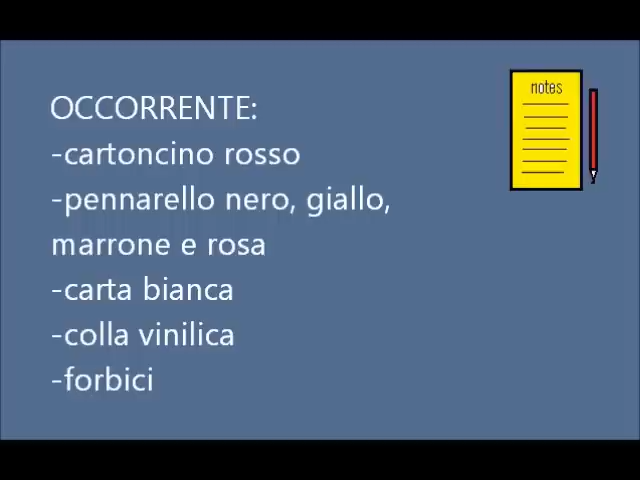 OCCORRENTE:
-cartoncino rosso
-pennarello nero, giallo,
marrone e rosa
-carta bianca
-colla vinilica
-forbici
notes